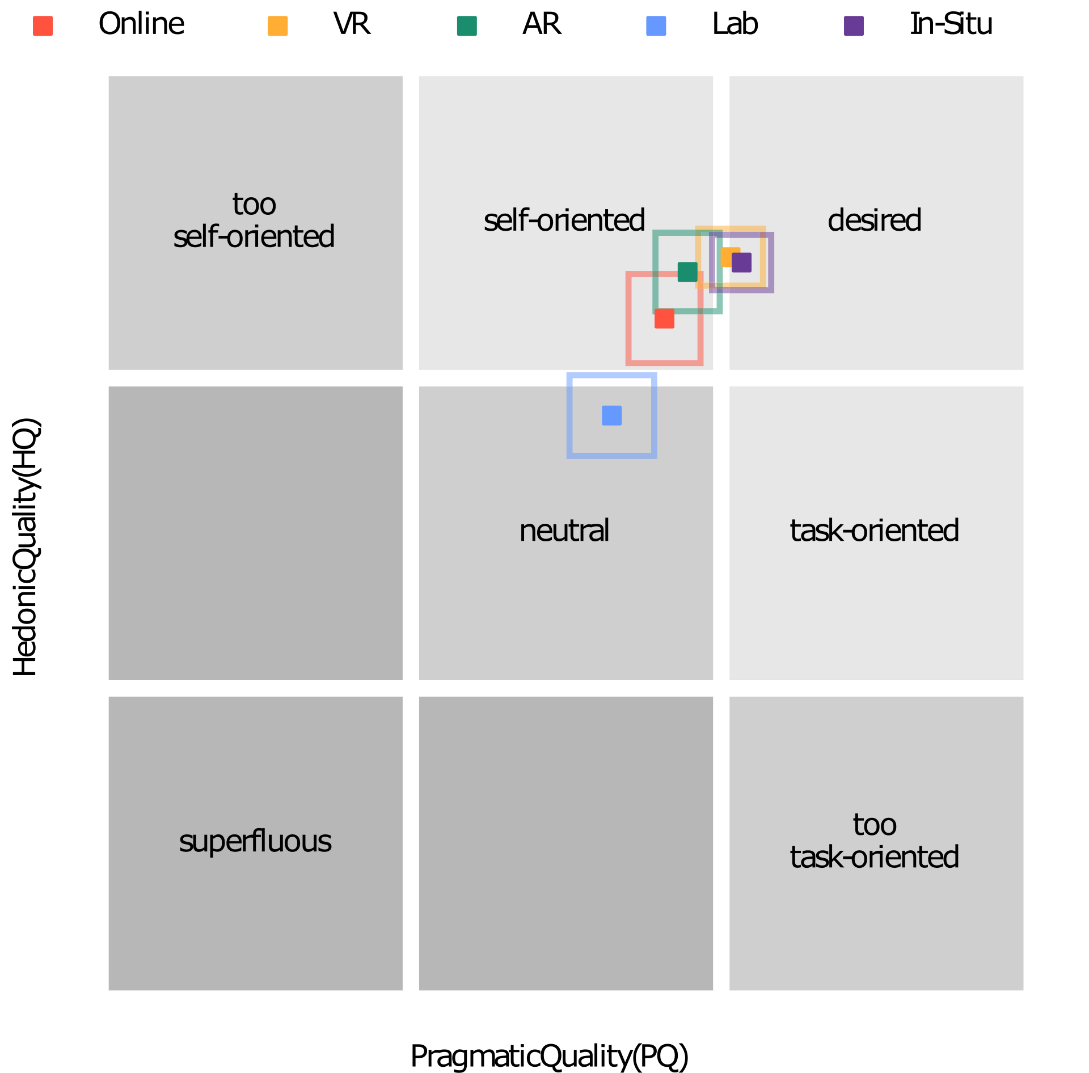 Online VR AR Lab In-Situ
too
self-oriented
self-oriented
desired
HedonicQuality(HQ)
neutral
task-oriented
superfluous
too
task-oriented
PragmaticQuality(PQ)